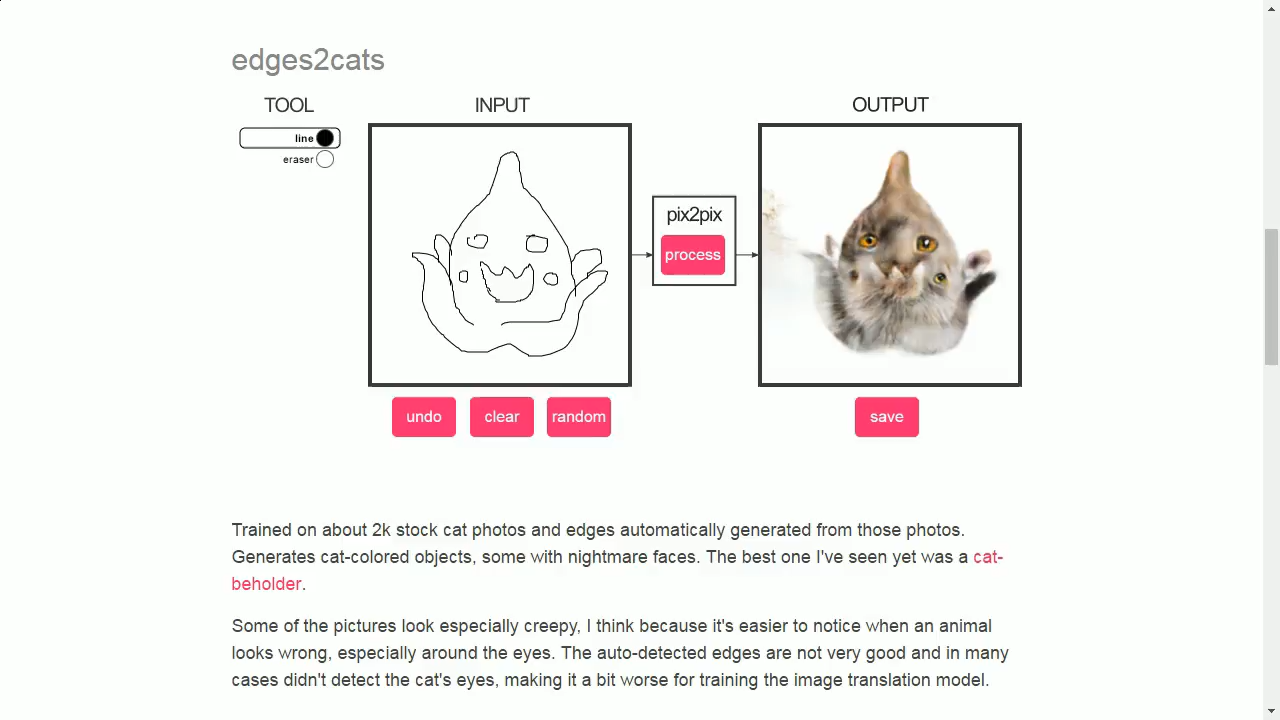 edges2cats
TOOL
INPUT
OUTPUT
line
eraser
pix2pix
process
undo
clear
random
save
Trained on about 2k stock cat photos and edges automatically generated from those photos.
Generates cat-colored objects, some with nightmare faces. The best one I've seen yet was a cat-
beholder.
Some of the pictures look especially creepy, I think because it's easier to notice when an animal
looks wrong, especially around the eyes. The auto-detected edges are not very good and in many
cases didn't detect the cat's eyes, making it a bit worse for training the image translation model.